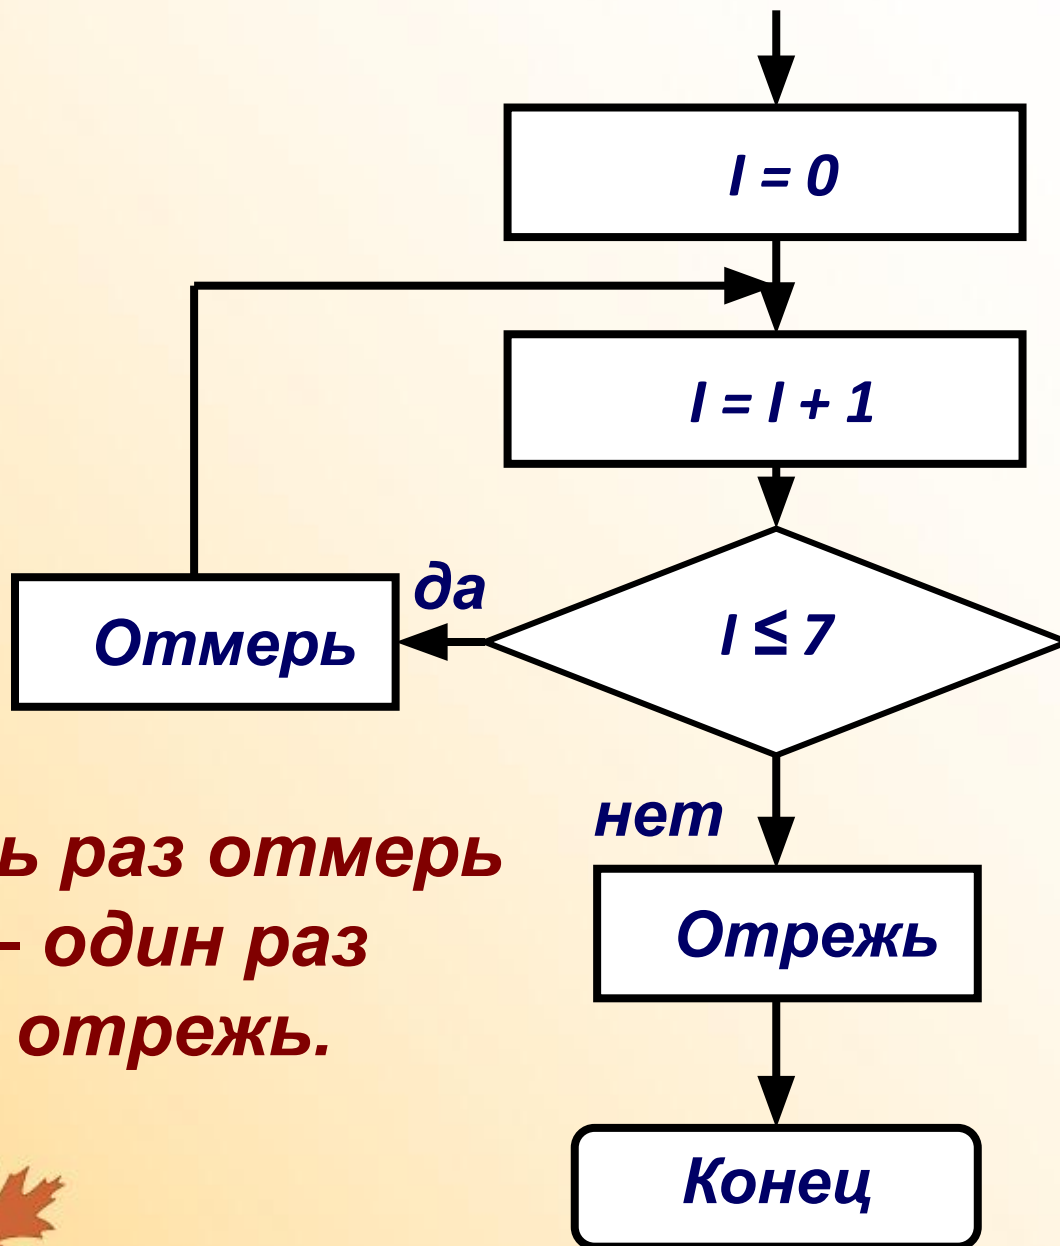 I = 0
I = I + 1
да
Отмерь
I ≤ 7
нет
раз отмерь
– один раз
отрежь.
Отрежь
Конец